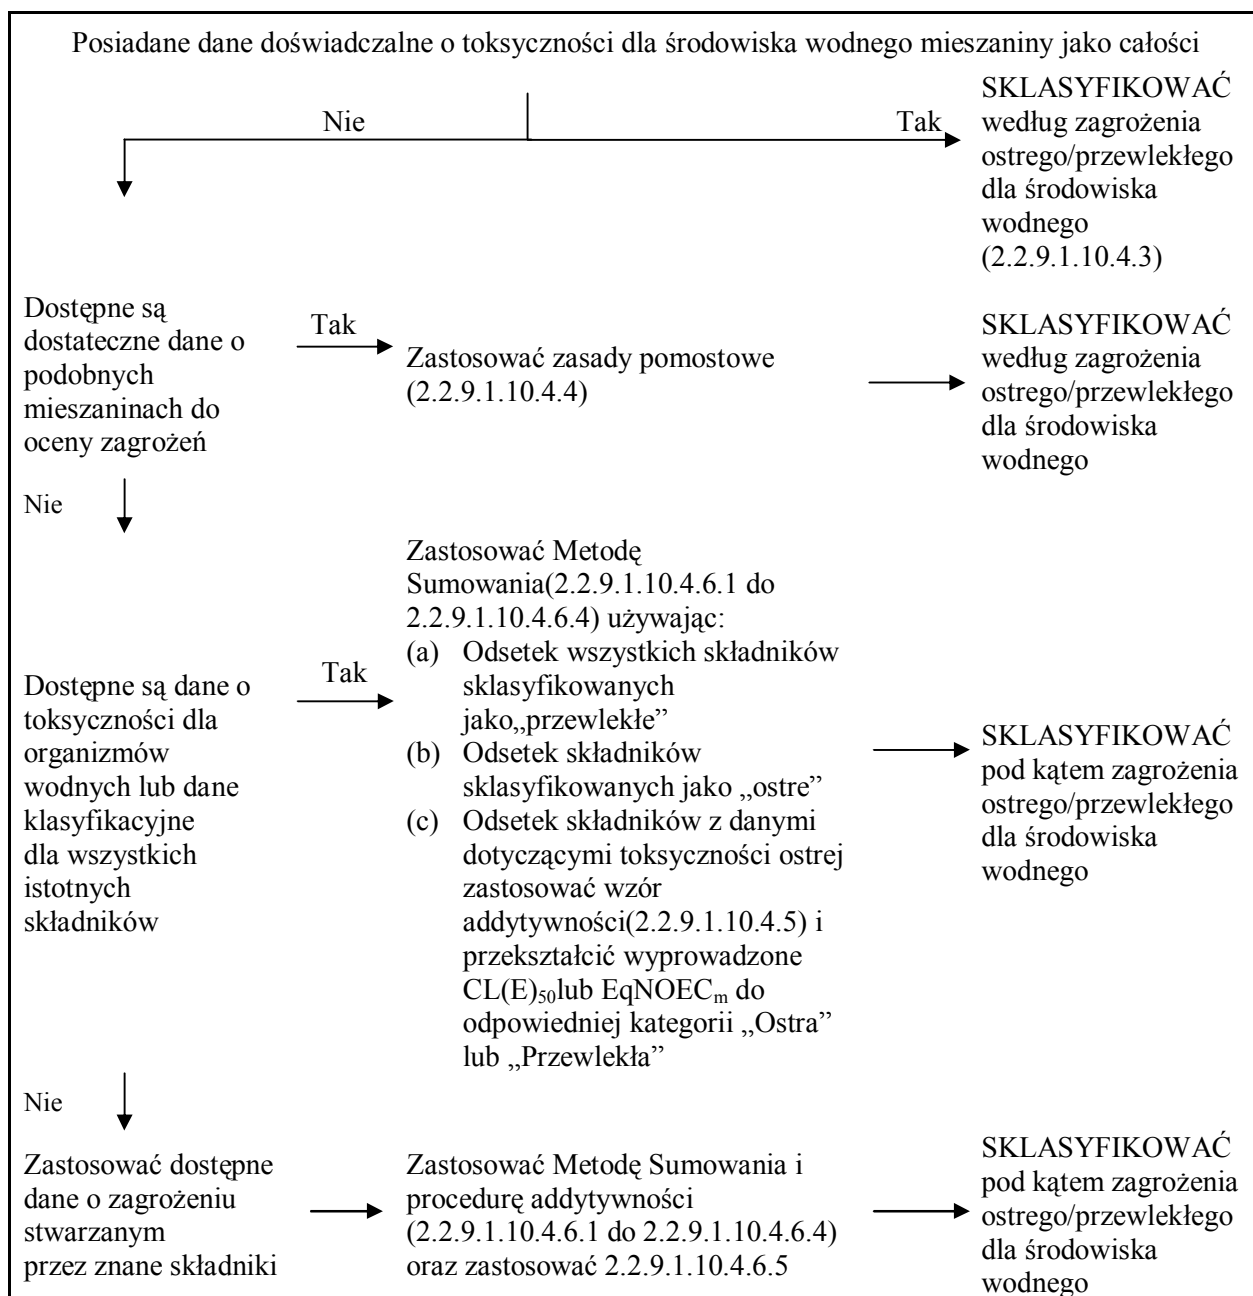 Posiadane dane doświadczalne o toksyczności dla środowiska wodnego mieszaniny jako całości
Nie
Tak
SKLASYFIKOWAĆ
według zagrożenia
ostrego/przewlekłego
dla środowiska
wodnego
(2.2.9.1.10.4.3)
Dostępne są
dostateczne dane o
podobnych
mieszaninach do
oceny zagrożeń
Tak
Zastosować zasady pomostowe
(2.2.9.1.10.4.4)
SKLASYFIKOWAĆ
według zagrożenia
ostrego/przewlekłego
dla środowiska
wodnego
Nie
Dostępne są dane o
toksyczności dla
organizmów
wodnych lub dane
klasyfikacyjne
dla wszystkich
istotnych
składników
Tak
Zastosować Metodę
Sumowania(2.2.9.1.10.4.6.1 do
2.2.9.1.10.4.6.4) używając:
(a) Odsetek wszystkich składników
sklasyfikowanych
jako„przewlekłe”
(b) Odsetek składników
sklasyfikowanych jako „ostre”
(c) Odsetek składników z danymi
dotyczącymi toksyczności ostrej
zastosować wzór
addytywności(2.2.9.1.10.4.5) i
przekształcić wyprowadzone
CL(E)₅₀lub EqNOECₘ do
odpowiedniej kategorii „Ostra”
lub „Przewlekła”
SKLASYFIKOWAĆ
pod kątem zagrożenia
ostrego/przewlekłego
dla środowiska
wodnego
Nie
Zastosować dostępne
dane o zagrożeniu
stwarzanym
przez znane składniki
Zastosować Metodę Sumowania i
procedurę addytywności
(2.2.9.1.10.4.6.1 do 2.2.9.1.10.4.6.4)
oraz zastosować 2.2.9.1.10.4.6.5
SKLASYFIKOWAĆ
pod kątem zagrożenia
ostrego/przewlekłego
dla środowiska
wodnego